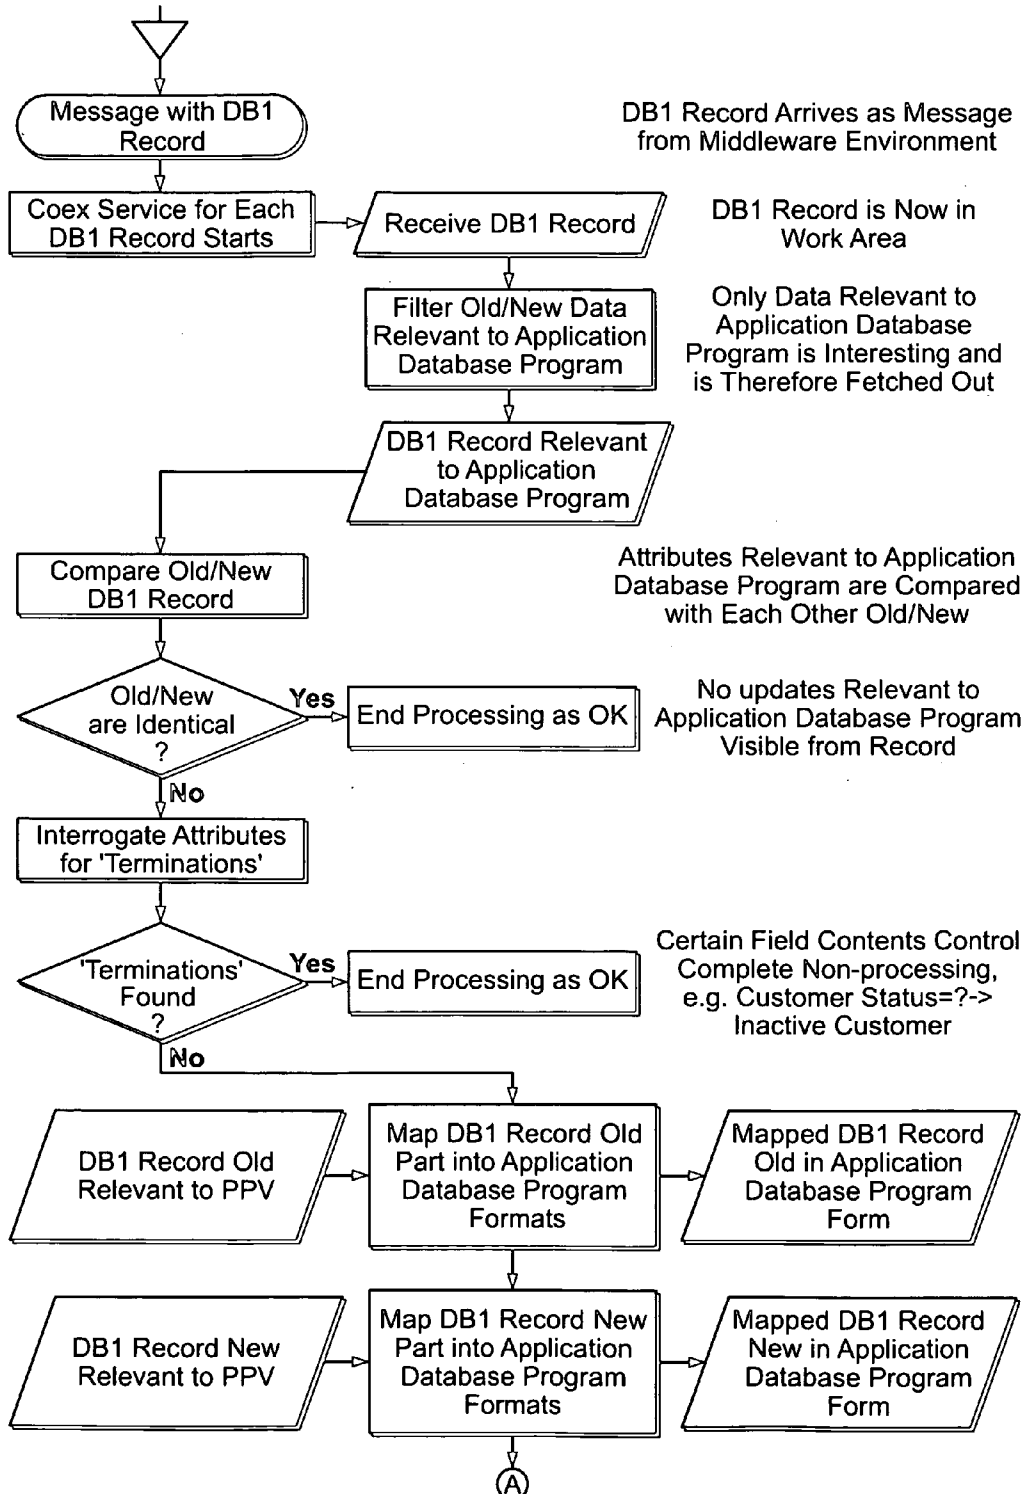 Message with DB1
Record
DB1 Record Arrives as Message
from Middleware Environment
Coex Service for Each
DB1 Record Starts
Receive DB1 Record
DB1 Record is Now in
Work Area
Filter Old/New Data
Relevant to Application
Database Program
Only Data Relevant to
Application Database
Program is Interesting and
is Therefore Fetched Out
DB1 Record Relevant
to Application
Database Program
Compare Old/New
DB1 Record
Attributes Relevant to Application
Database Program are Compared
with Each Other Old/New
Old/New
are Identical
?
Yes
End Processing as OK
No updates Relevant to
Application Database Program
Visible from Record
No
Interrogate Attributes
for 'Terminations'
'Terminations'
Found
?
Yes
End Processing as OK
Certain Field Contents Control
Complete Non-processing,
e.g. Customer Status=?->
Inactive Customer
No
DB1 Record Old
Relevant to PPV
Map DB1 Record Old
Part into Application
Database Program
Formats
Mapped DB1 Record
Old in Application
Database Program
Form
DB1 Record New
Relevant to PPV
Map DB1 Record New
Part into Application
Database Program
Formats
Mapped DB1 Record
New in Application
Database Program
Form
A